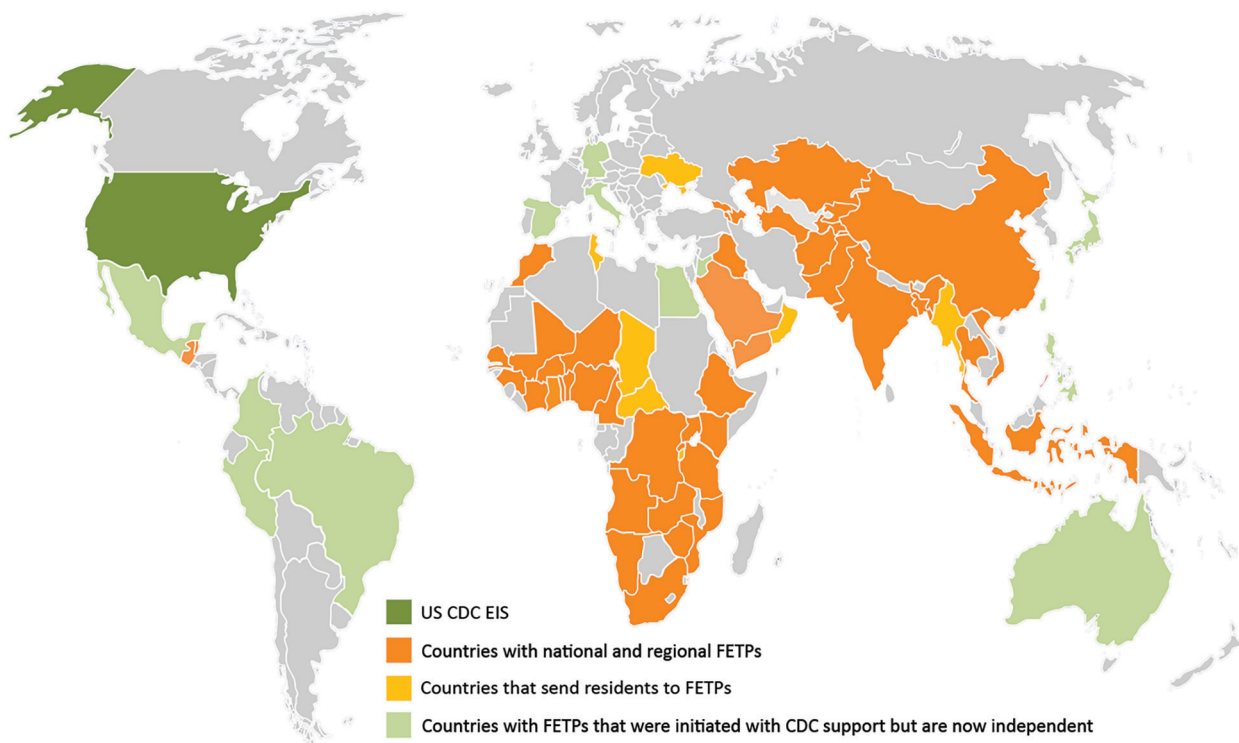 US CDC EIS
Countries with national and regional FETPs
Countries that send residents to FETPs
Countries with FETPs that were initiated with CDC support but are now independent